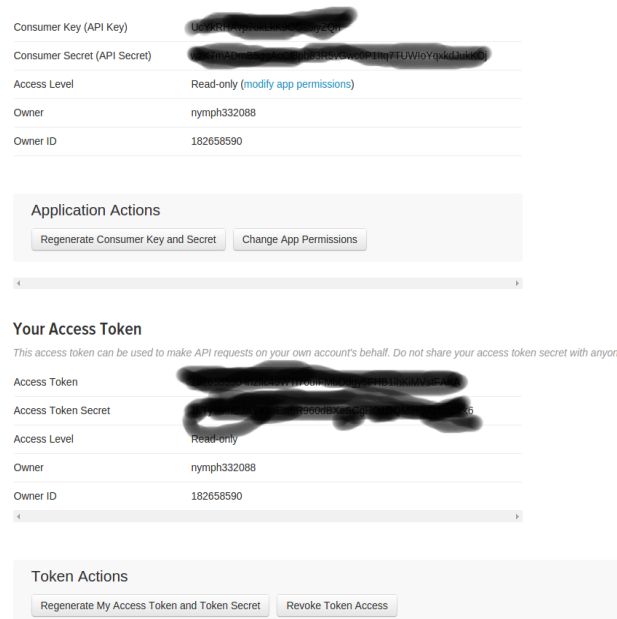 Consumer Key (API Key)
Consumer Secret (API Secret)
Access Level Read-only (modify app permissions)
Owner nymph332088
Owner ID 182658590
Application Actions
Regenerate Consumer Key and Secret Change App Permissions
Your Access Token
This access token can be used to make API requests on your own account's behalf. Do not share your access token secret with
Access Token
Access Token Secret
Access Level Read-only
Owner nymph332088
Owner ID 182658590
Token Actions
Regenerate My Access Token and Token Secret Revoke Token Access